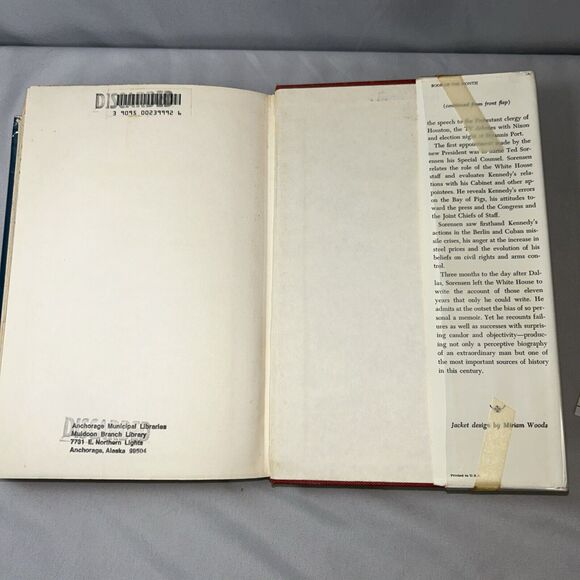 DISCARDED
3 9095 00239992 6
DISCARDED
Anchorage Municipal Libraries
Muldoon Branch Library
7731 E. Northern Lights
Anchorage, Alaska 99504
BOOK OF THE MONTH
(continued from front flap)
the speech to the Protestant clergy of
Houston, the TV debates with Nixon
and election night at Hyannis Port.
The first appointment made by the
new President was to name Ted Sor-
ensen his Special Counsel. Sorensen
relates the role of the White House
staff and evaluates Kennedy's rela-
tions with his Cabinet and other ap-
pointees. He reveals Kennedy's errors
on the Bay of Pigs, his attitudes to-
ward the press and the Congress and
the Joint Chiefs of Staff.
Sorensen saw firsthand Kennedy's
actions in the Berlin and Cuban mis-
sile crises, his anger at the increase in
steel prices and the evolution of his
beliefs on civil rights and arms con-
trol.
Three months to the day after Dal-
las, Sorensen left the White House to
write the account of those eleven
years that only he could write. He
admits at the outset the bias of so per-
sonal a memoir. Yet he recounts fail-
ures as well as successes with surpris-
ing candor and objectivity—produc-
ing not only a perceptive biography
of an extraordinary man but one of
the most important sources of history
in this century.
Jacket design by Miriam Woods
Printed in U.S.